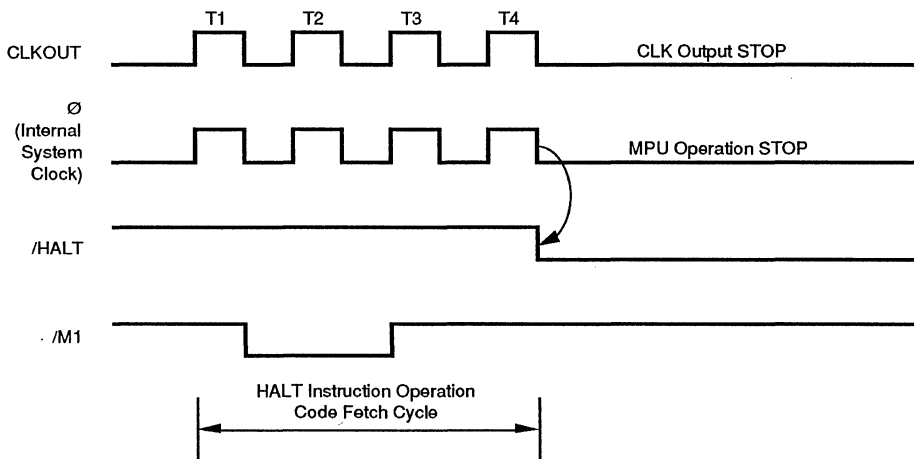 T1 T2 T3 T4
CLKOUT
CLK Output STOP
Ø
(Internal
System
Clock)
MPU Operation STOP
/HALT
/M1
HALT Instruction Operation
Code Fetch Cycle